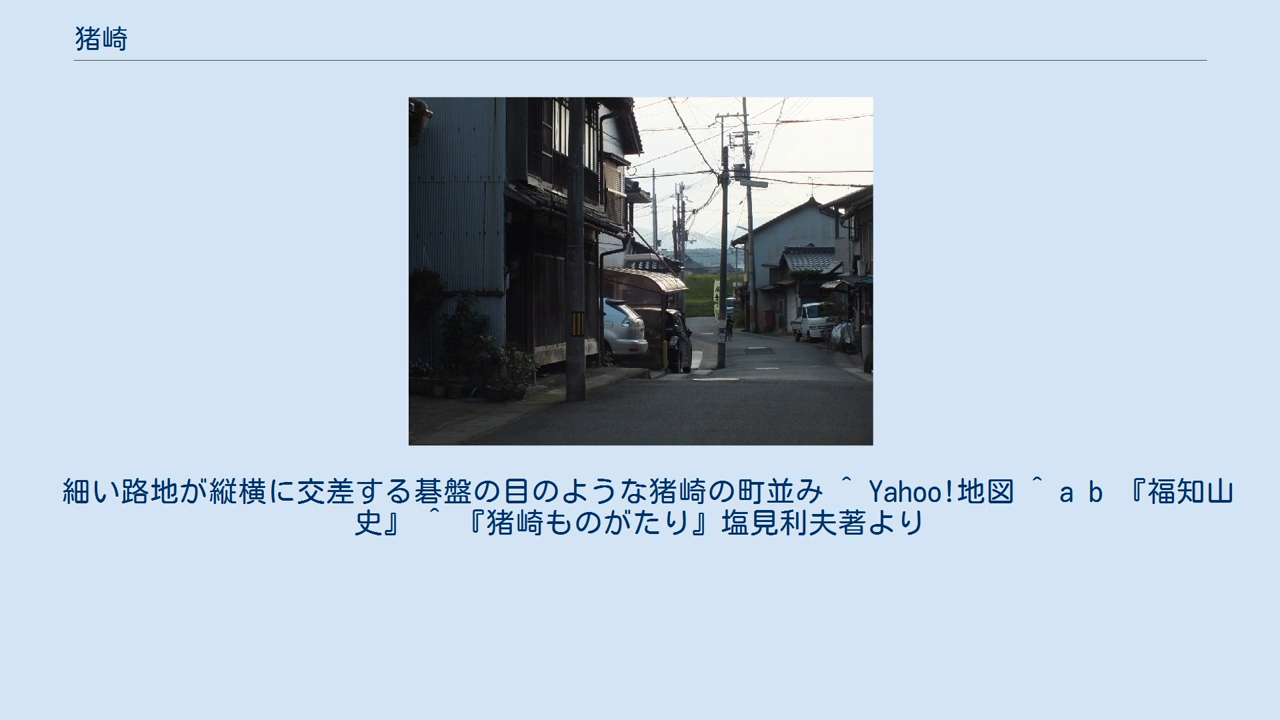 猪崎
細い路地が縦横に交差する碁盤の目のような猪崎の町並み ^ Yahoo!地図 ^ a b 『福知山
史』 ^ 『猪崎ものがたり』塩見利夫著より